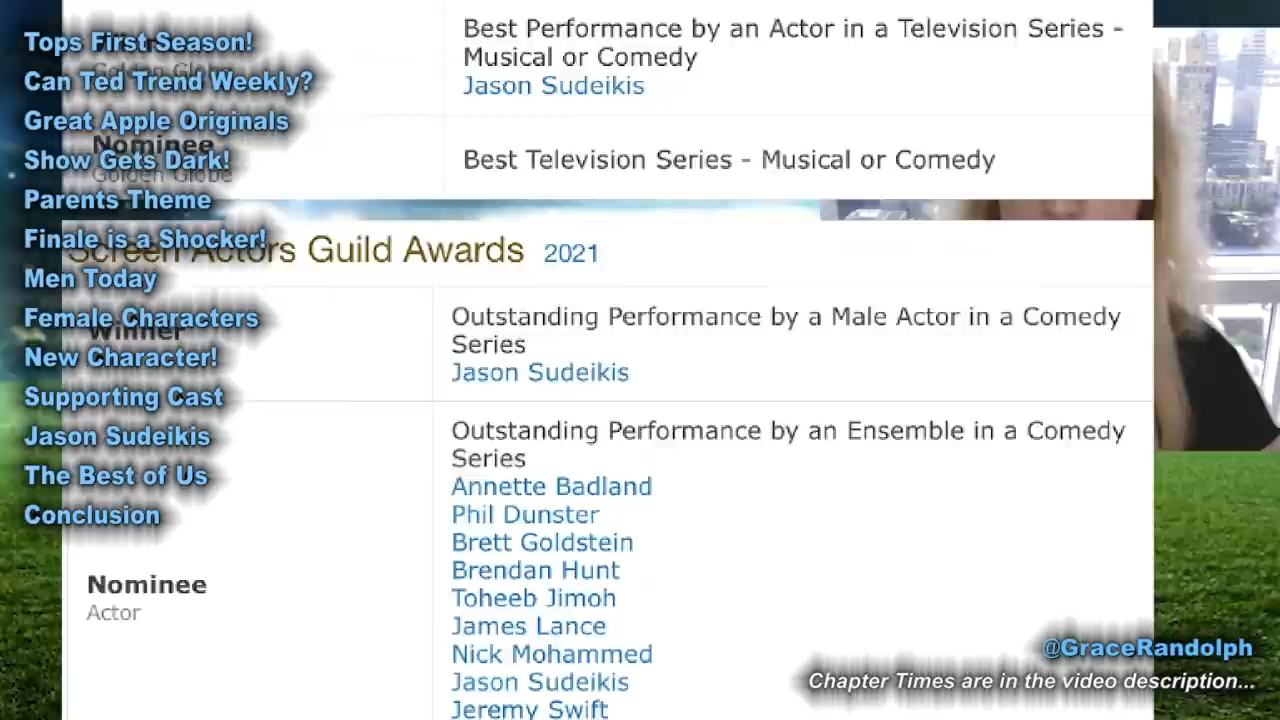 Tops First Season!
Can Ted Trend Weekly?
Great Apple Originals
Show Gets Dark!
Parents Theme
Finale is a Shocker!
Men Today
Female Characters
New Character!
Supporting Cast
Jason Sudeikis
The Best of Us
Conclusion
Best Performance by an Actor in a Television Series -
Musical or Comedy
Jason Sudeikis
Nominee
Golden Globe
Best Television Series - Musical or Comedy
Screen Actors Guild Awards 2021
Winner
Outstanding Performance by a Male Actor in a Comedy
Series
Jason Sudeikis
Nominee
Actor
Outstanding Performance by an Ensemble in a Comedy
Series
Annette Badland
Phil Dunster
Brett Goldstein
Brendan Hunt
Toheeb Jimoh
James Lance
Nick Mohammed
Jason Sudeikis
Jeremy Swift
@GraceRandolph
Chapter Times are in the video description...